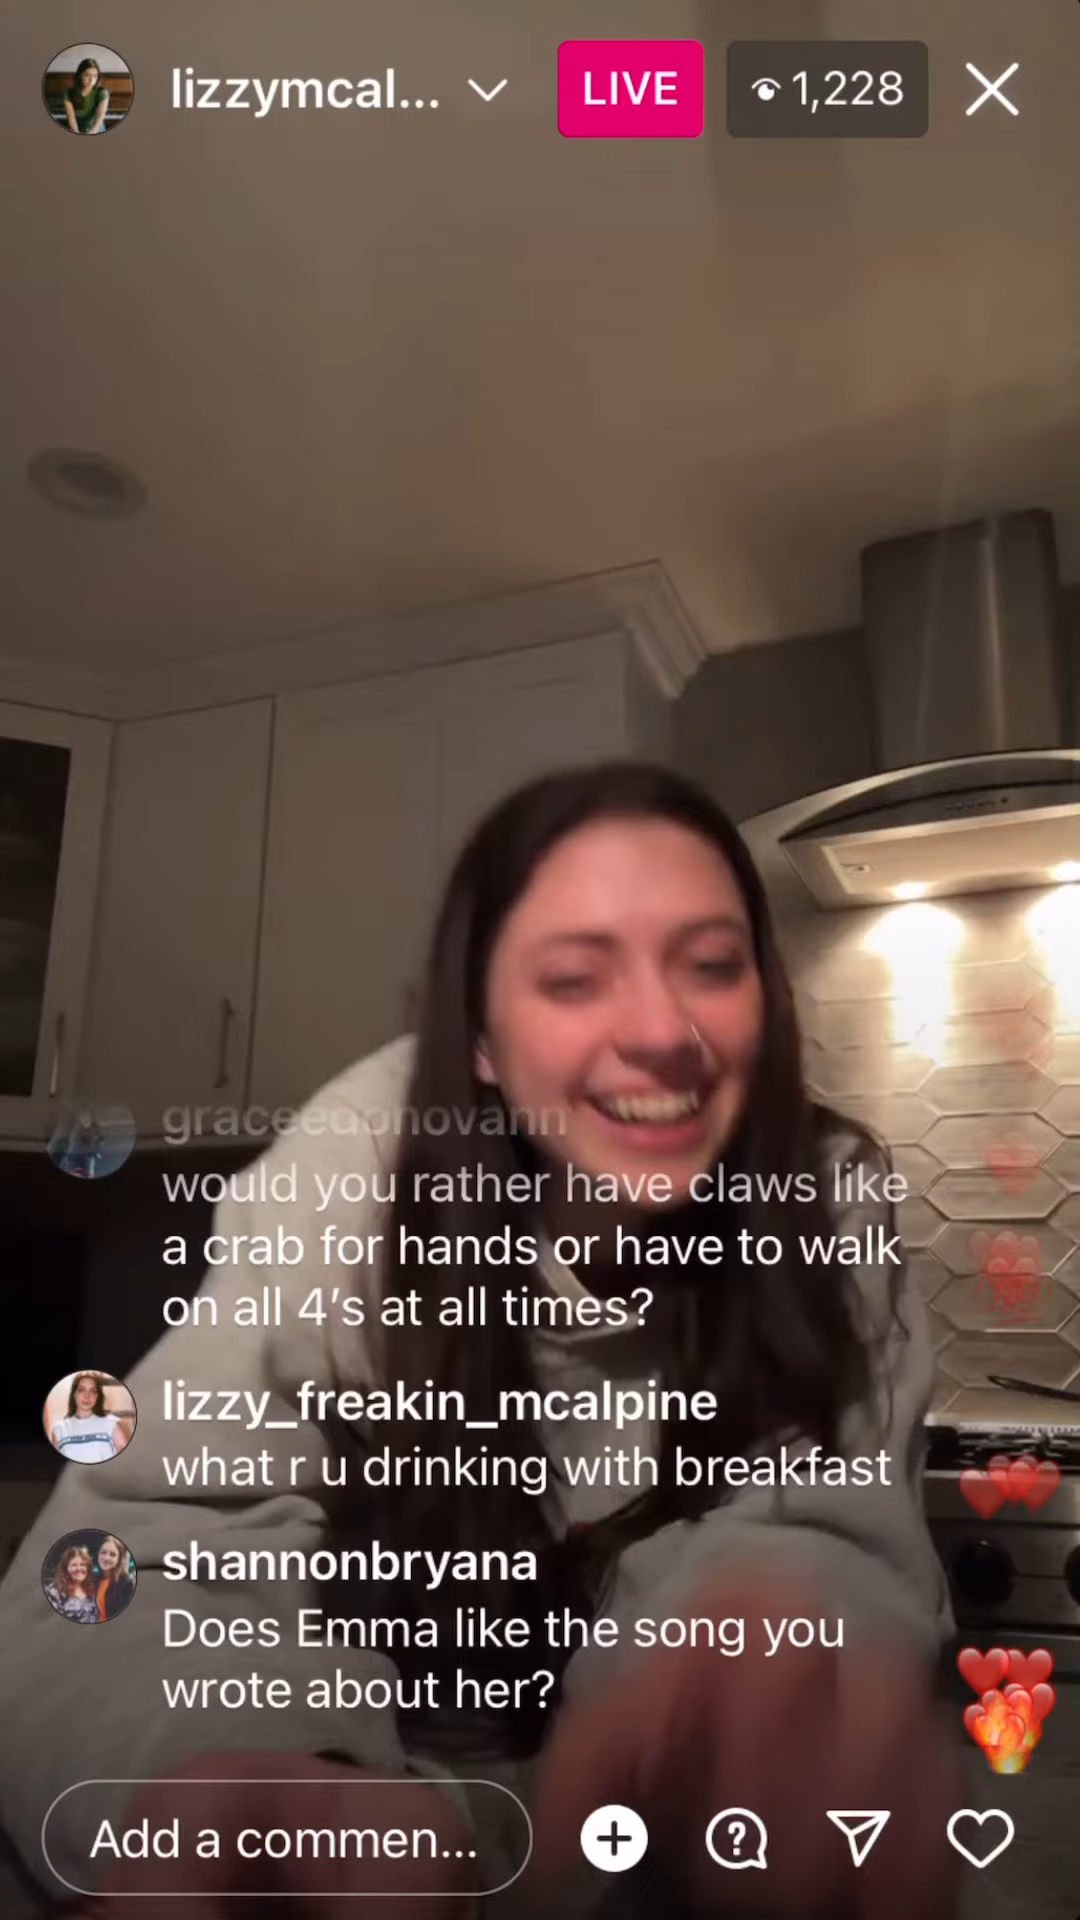 lizzymcal...
LIVE
1,228
graceedonovann
would you rather have claws like
a crab for hands or have to walk
on all 4's at all times?
lizzy_freakin_mcalpine
what r u drinking with breakfast
shannonbryana
Does Emma like the song you
wrote about her?
Add a commen...